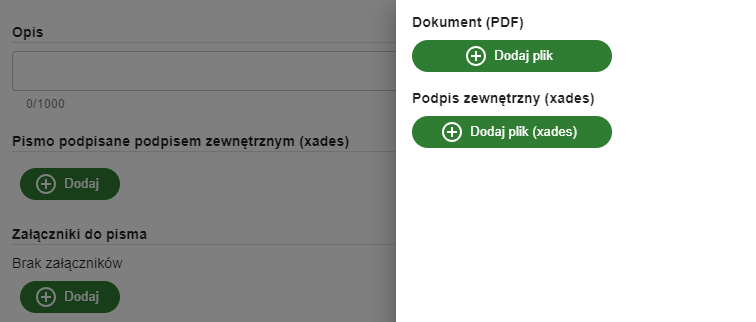 Opis
0/1000
Pismo podpisane podpisem zewnętrznym (xades)
Dodaj
Załączniki do pisma
Brak załączników
Dodaj
Dokument (PDF)
Dodaj plik
Podpis zewnętrzny (xades)
Dodaj plik (xades)